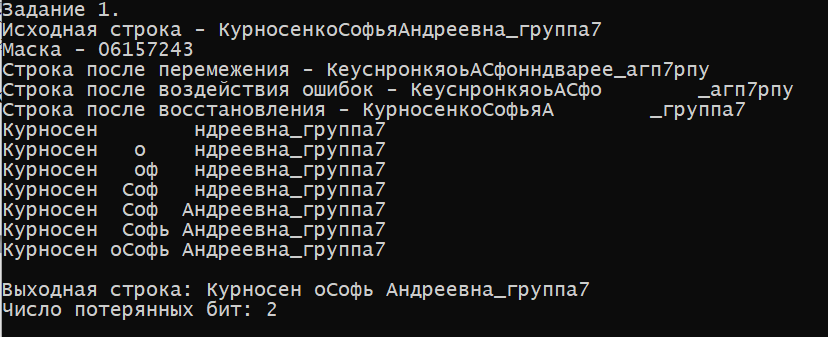 Задание 1.
Исходная строка - КурносенкоСофьяАндреевна_группа7
Маска - 06157243
Строка после перемежения - КеуснронкяоьАСфонндварее_агп7рпу
Строка после воздействия ошибок - КеуснронкяоьАСфо        _агп7рпу
Строка после восстановления - КурносенкоСофьяА        _группа7
Курносен        ндреевна_группа7
Курносен   о    ндреевна_группа7
Курносен   оф   ндреевна_группа7
Курносен  Соф   ндреевна_группа7
Курносен  Соф  Андреевна_группа7
Курносен  Софь Андреевна_группа7
Курносен оСофь Андреевна_группа7
Выходная строка: Курносен оСофь Андреевна_группа7
Число потерянных бит: 2